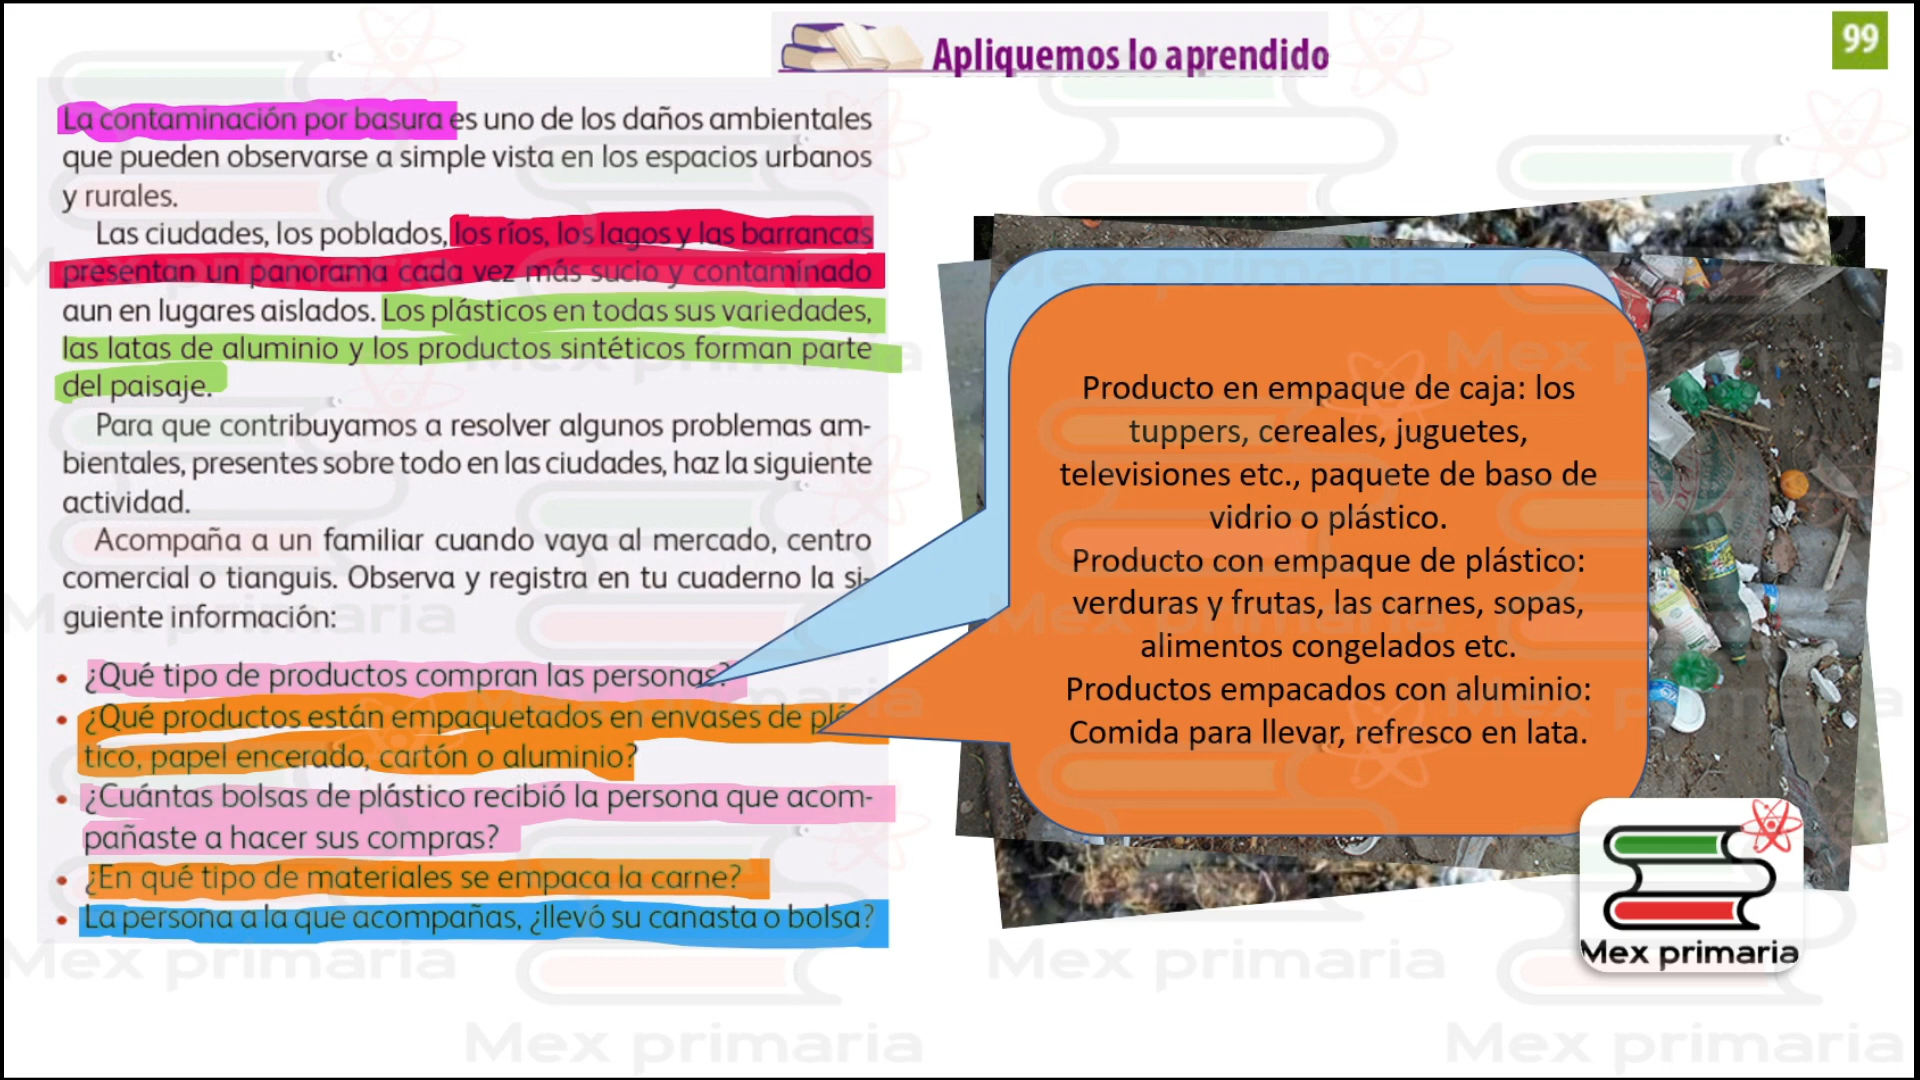 Apliquemos lo aprendido
99
La contaminación por basura es uno de los daños ambientales
que pueden observarse a simple vista en los espacios urbanos
y rurales.
Las ciudades, los poblados, los ríos, los lagos y las barrancas
presentan un panorama cada vez más sucio y contaminado
aun en lugares aislados. Los plásticos en todas sus variedades,
las latas de aluminio y los productos sintéticos forman parte
del paisaje.
Para que contribuyamos a resolver algunos problemas am-
bientales, presentes sobre todo en las ciudades, haz la siguiente
actividad.
Acompaña a un familiar cuando vaya al mercado, centro
comercial o tianguis. Observa y registra en tu cuaderno la si-
guiente información:
• ¿Qué tipo de productos compran las personas?
• ¿Qué productos están empaquetados en envases de plás-
tico, papel encerado, cartón o aluminio?
• ¿Cuántas bolsas de plástico recibió la persona que acom-
pañaste a hacer sus compras?
• ¿En qué tipo de materiales se empaca la carne?
• La persona a la que acompañas, ¿llevó su canasta o bolsa?
Producto en empaque de caja: los
tuppers, cereales, juguetes,
televisiones etc., paquete de baso de
vidrio o plástico.
Producto con empaque de plástico:
verduras y frutas, las carnes, sopas,
alimentos congelados etc.
Productos empacados con aluminio:
Comida para llevar, refresco en lata.
Mex primaria